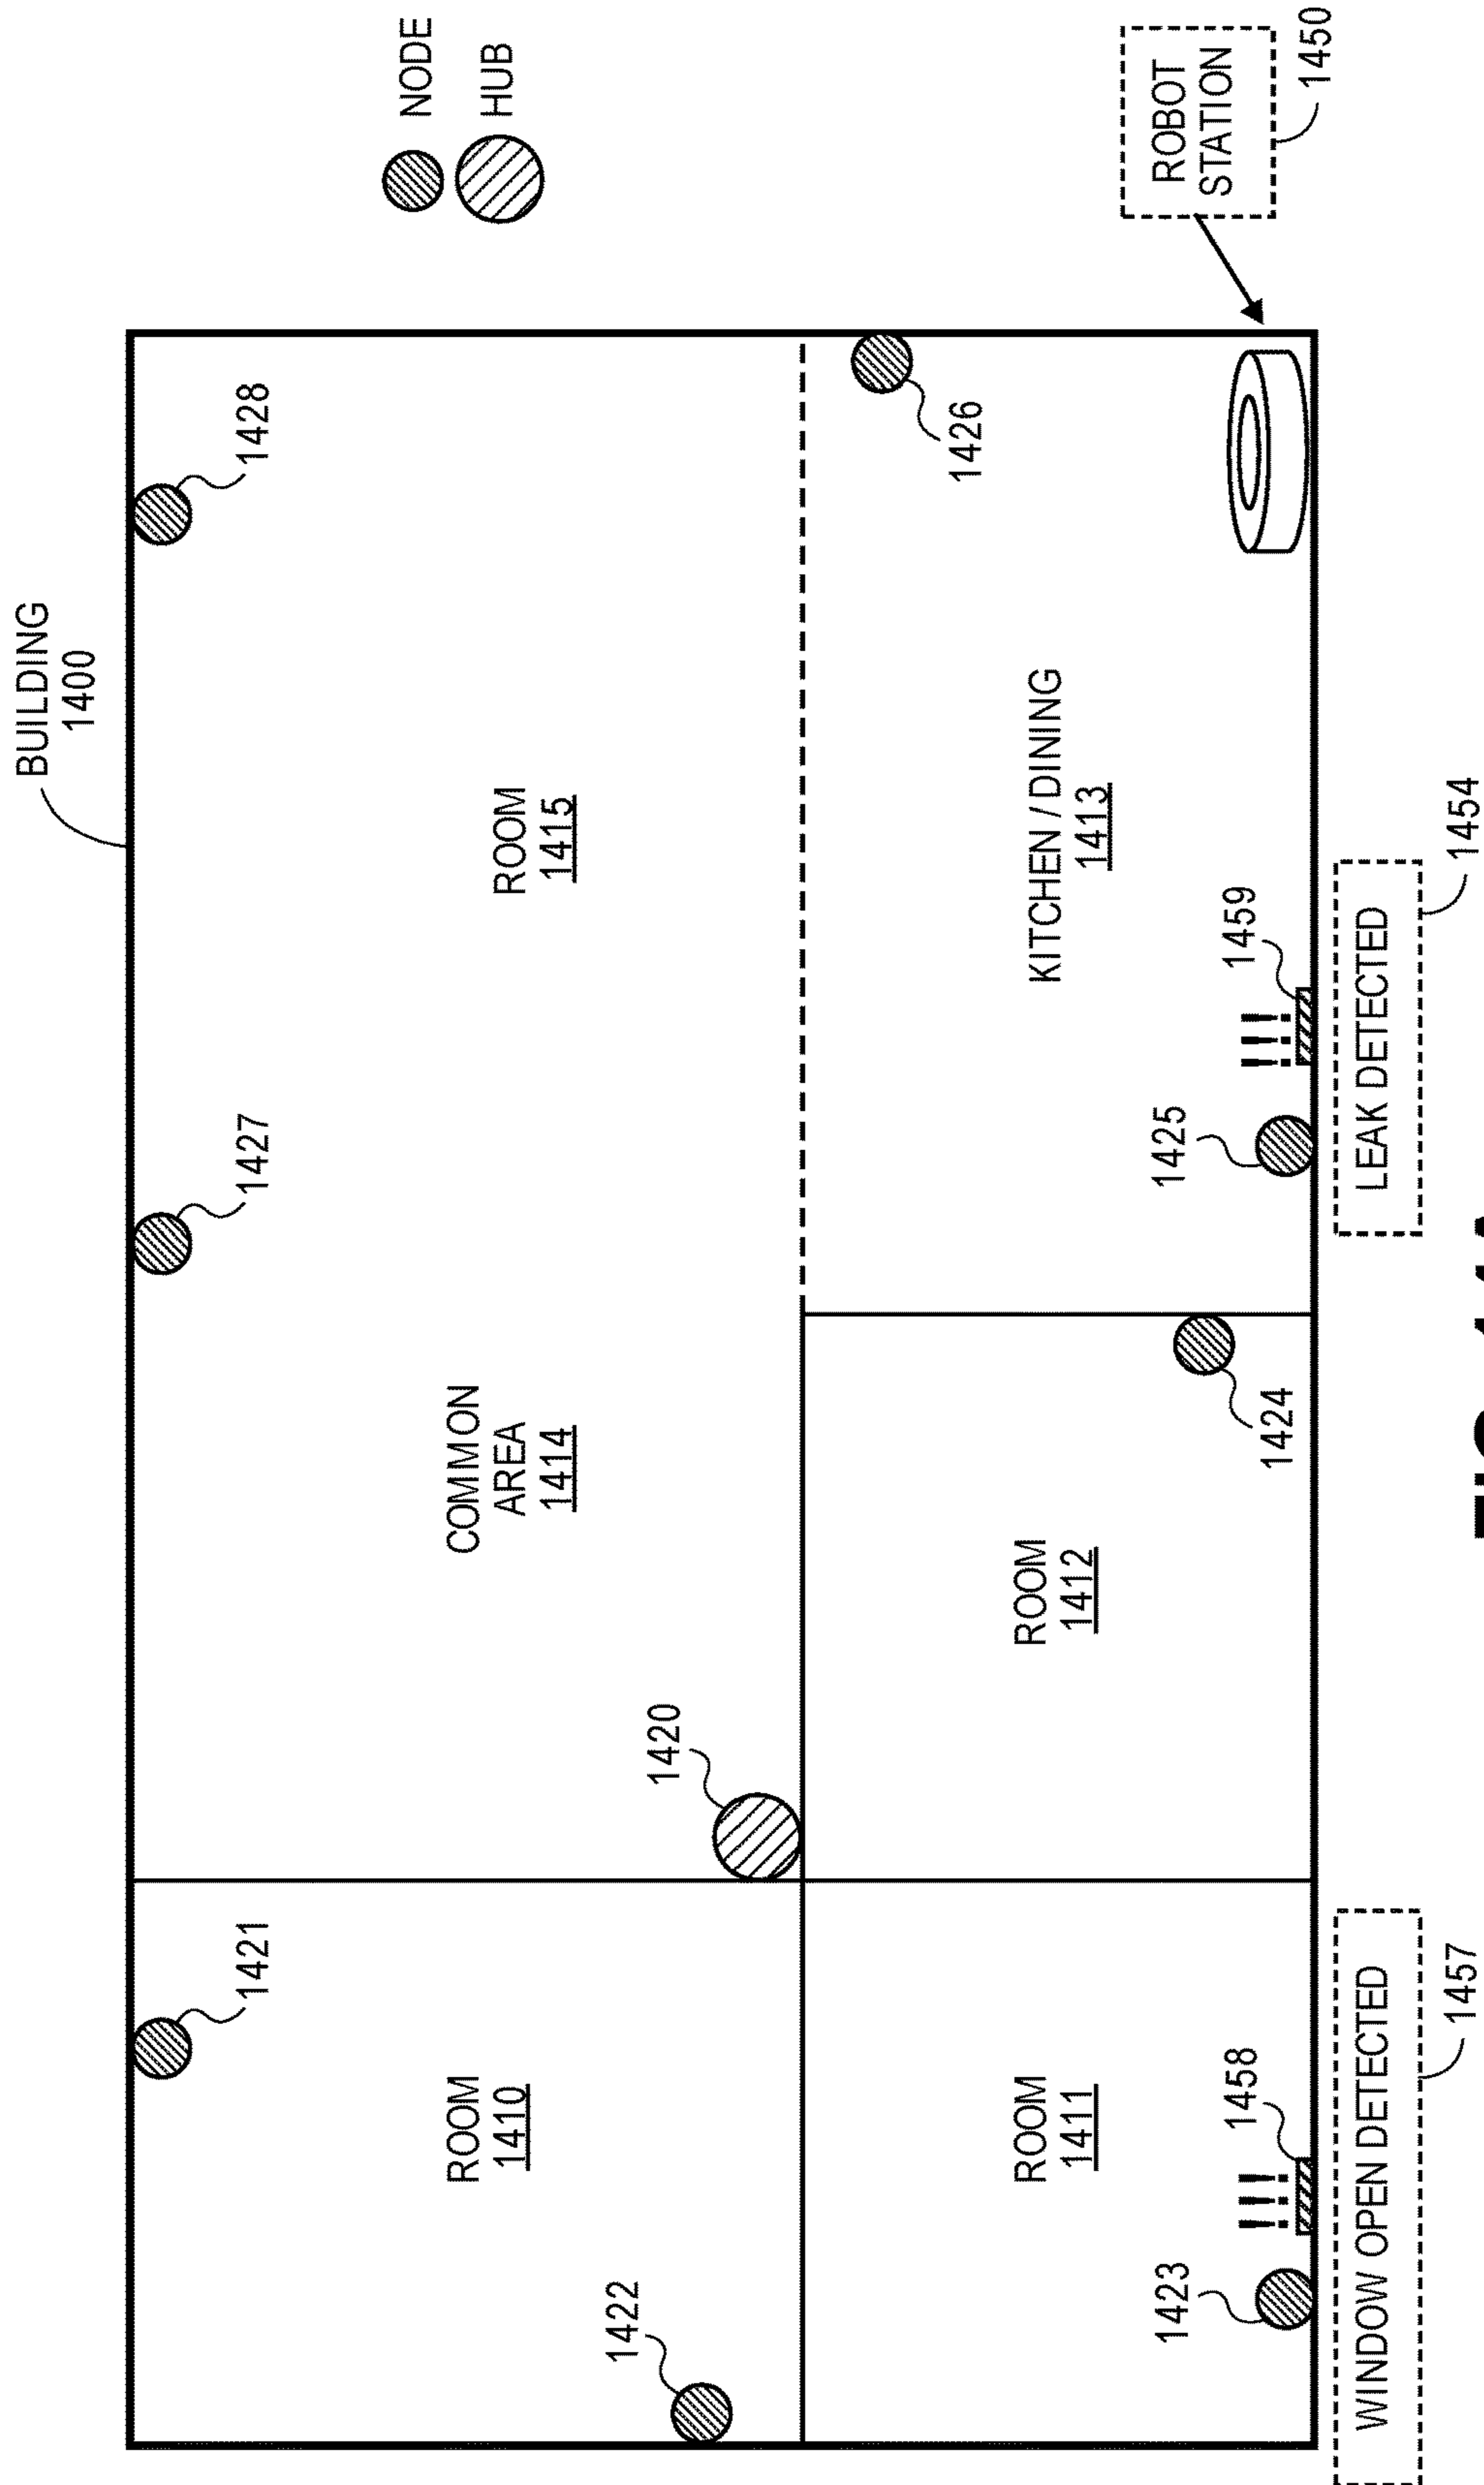 BUILDING
1400
NODE
HUB
1421
1427
1428
ROOM
1410
COMMON
AREA
1414
ROOM
1415
1422
1420
1426
ROOM
1411
ROOM
1412
KITCHEN / DINING
1413
1423
!!!
1458
1424
1425
!!!
1459
ROBOT
STATION
1450
WINDOW OPEN DETECTED
1457
LEAK DETECTED
1454